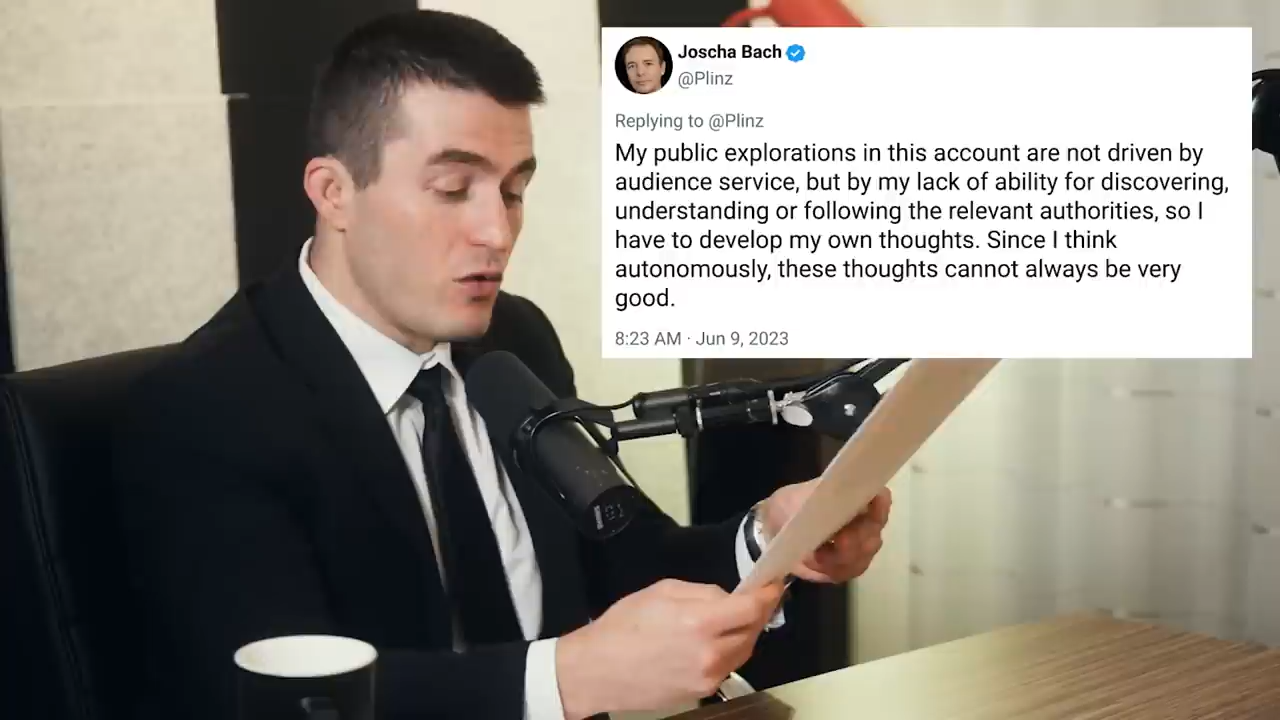 Joscha Bach
@Plinz
Replying to @Plinz
My public explorations in this account are not driven by
audience service, but by my lack of ability for discovering,
understanding or following the relevant authorities, so I
have to develop my own thoughts. Since I think
autonomously, these thoughts cannot always be very
good.
8:23 AM · Jun 9, 2023